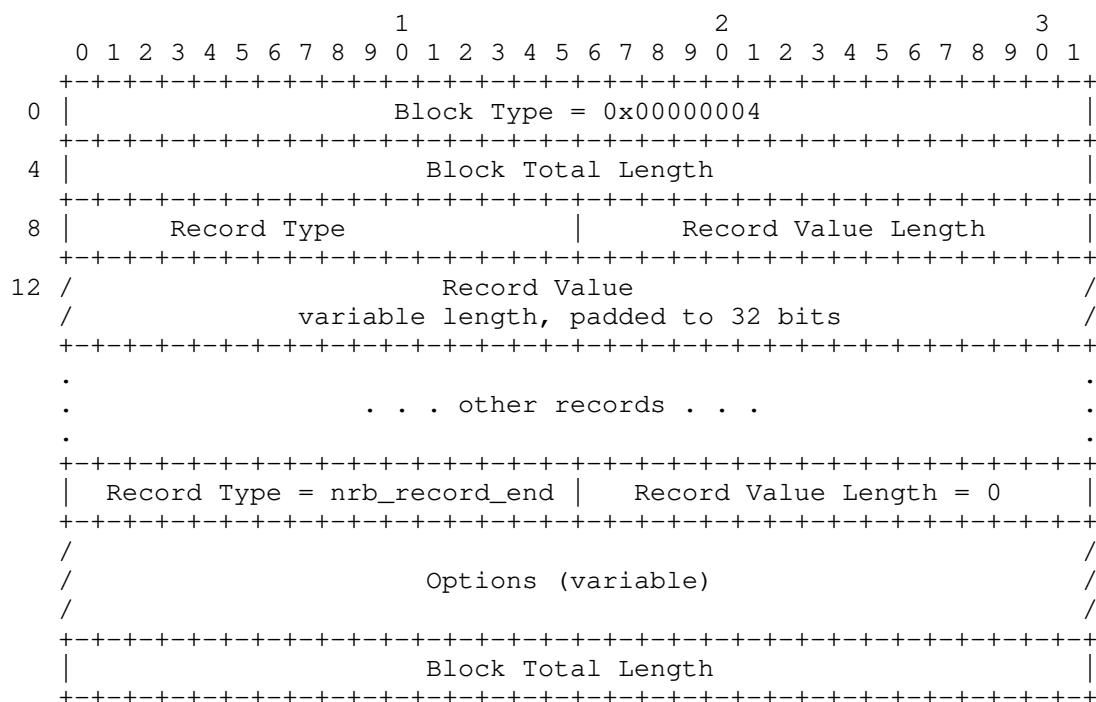 1                   2                   3
 0 1 2 3 4 5 6 7 8 9 0 1 2 3 4 5 6 7 8 9 0 1 2 3 4 5 6 7 8 9 0 1
+-+-+-+-+-+-+-+-+-+-+-+-+-+-+-+-+-+-+-+-+-+-+-+-+-+-+-+-+-+-+-+-+
0 | Block Type = 0x00000004 |
+-+-+-+-+-+-+-+-+-+-+-+-+-+-+-+-+-+-+-+-+-+-+-+-+-+-+-+-+-+-+-+-+
4 | Block Total Length |
+-+-+-+-+-+-+-+-+-+-+-+-+-+-+-+-+-+-+-+-+-+-+-+-+-+-+-+-+-+-+-+-+
8 | Record Type | Record Value Length |
+-+-+-+-+-+-+-+-+-+-+-+-+-+-+-+-+-+-+-+-+-+-+-+-+-+-+-+-+-+-+-+-+
12 / Record Value /
/ variable length, padded to 32 bits /
+-+-+-+-+-+-+-+-+-+-+-+-+-+-+-+-+-+-+-+-+-+-+-+-+-+-+-+-+-+-+-+-+
. .
. . . . other records . . . .
. .
+-+-+-+-+-+-+-+-+-+-+-+-+-+-+-+-+-+-+-+-+-+-+-+-+-+-+-+-+-+-+-+-+
| Record Type = nrb_record_end | Record Value Length = 0 |
+-+-+-+-+-+-+-+-+-+-+-+-+-+-+-+-+-+-+-+-+-+-+-+-+-+-+-+-+-+-+-+-+
/ /
/ Options (variable) /
/ /
+-+-+-+-+-+-+-+-+-+-+-+-+-+-+-+-+-+-+-+-+-+-+-+-+-+-+-+-+-+-+-+-+
| Block Total Length |
+-+-+-+-+-+-+-+-+-+-+-+-+-+-+-+-+-+-+-+-+-+-+-+-+-+-+-+-+-+-+-+-+